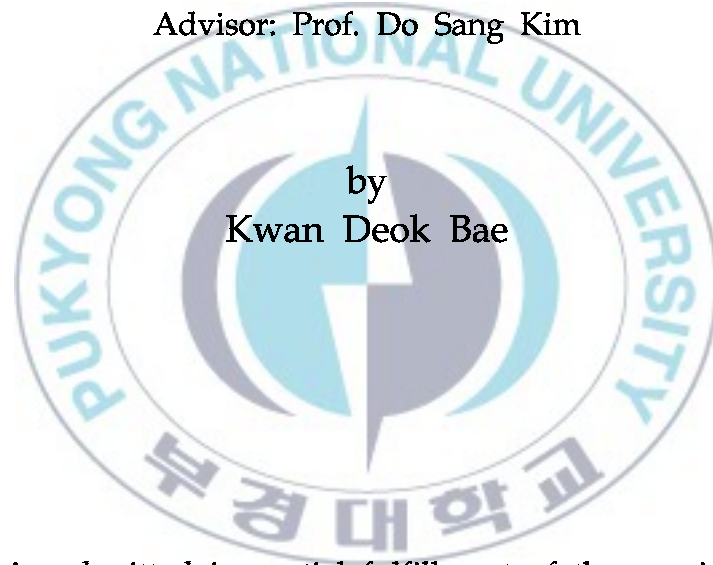 Advisor: Prof. Do Sang Kim
PUKYONG NATIONAL UNIVERSITY
by
Kwan Deok Bae
부경대학교